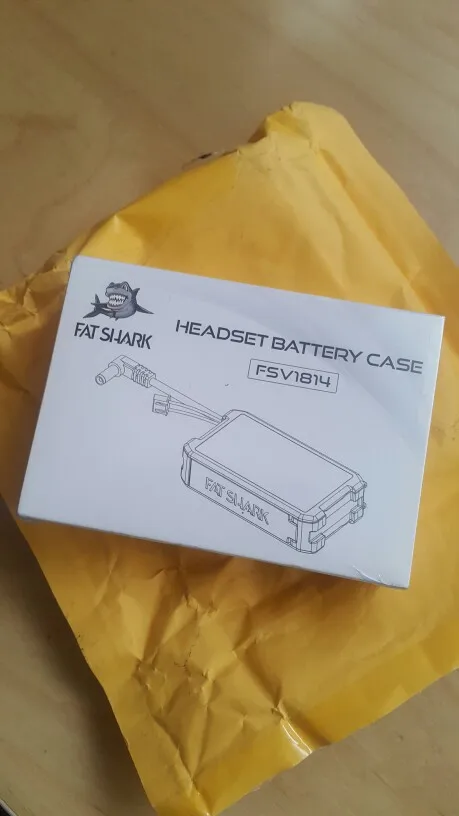 FAT SHARK
HEADSET BATTERY CASE
FSV1814
FAT SHARK